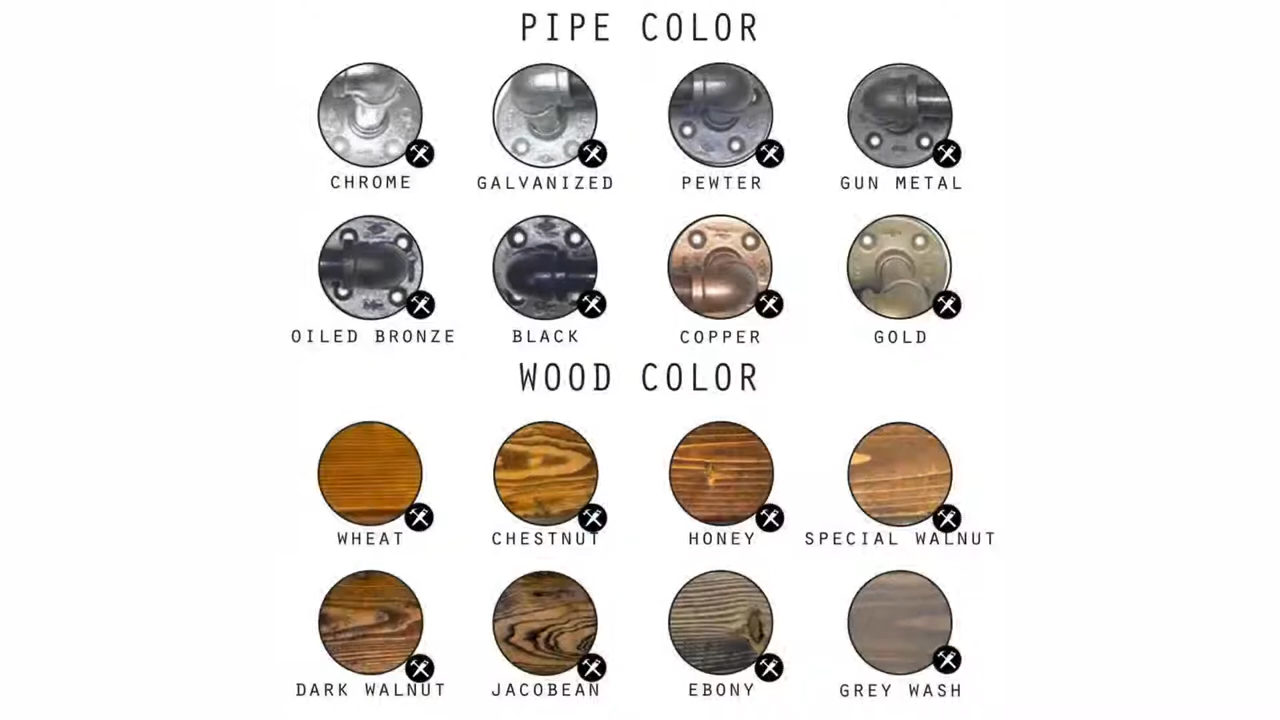 PIPE COLOR
CHROME GALVANIZED PEWTER GUN METAL
OILED BRONZE BLACK COPPER GOLD
WOOD COLOR
WHEAT CHESTNUT HONEY SPECIAL WALNUT
DARK WALNUT JACOBEAN EBONY GREY WASH